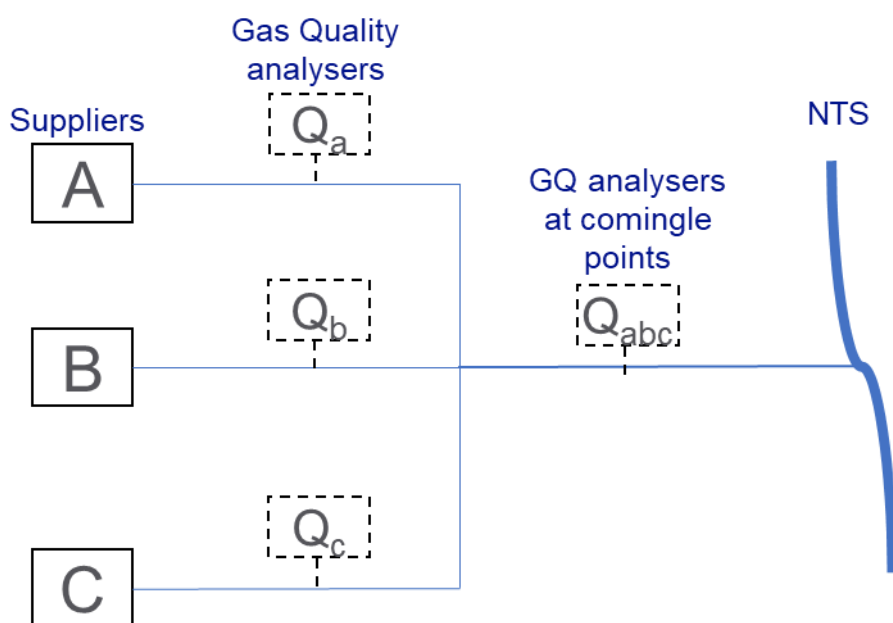 Gas Quality
analysers
Suppliers
Qa
NTS
A
GQ analysers
at comingle
points
Qb
Qabc
B
Qc
C